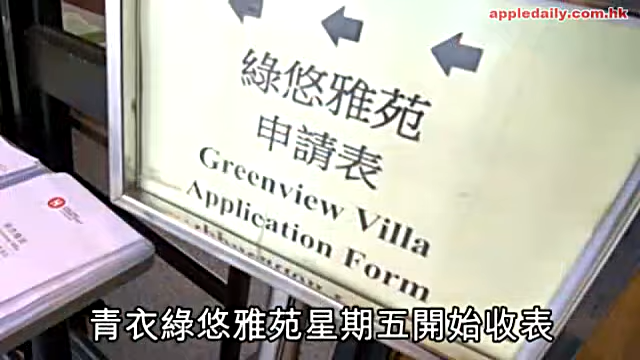 appledaily.com.hk
綠悠雅苑
申請表
Greenview Villa
Application Form
青衣綠悠雅苑星期五開始收表